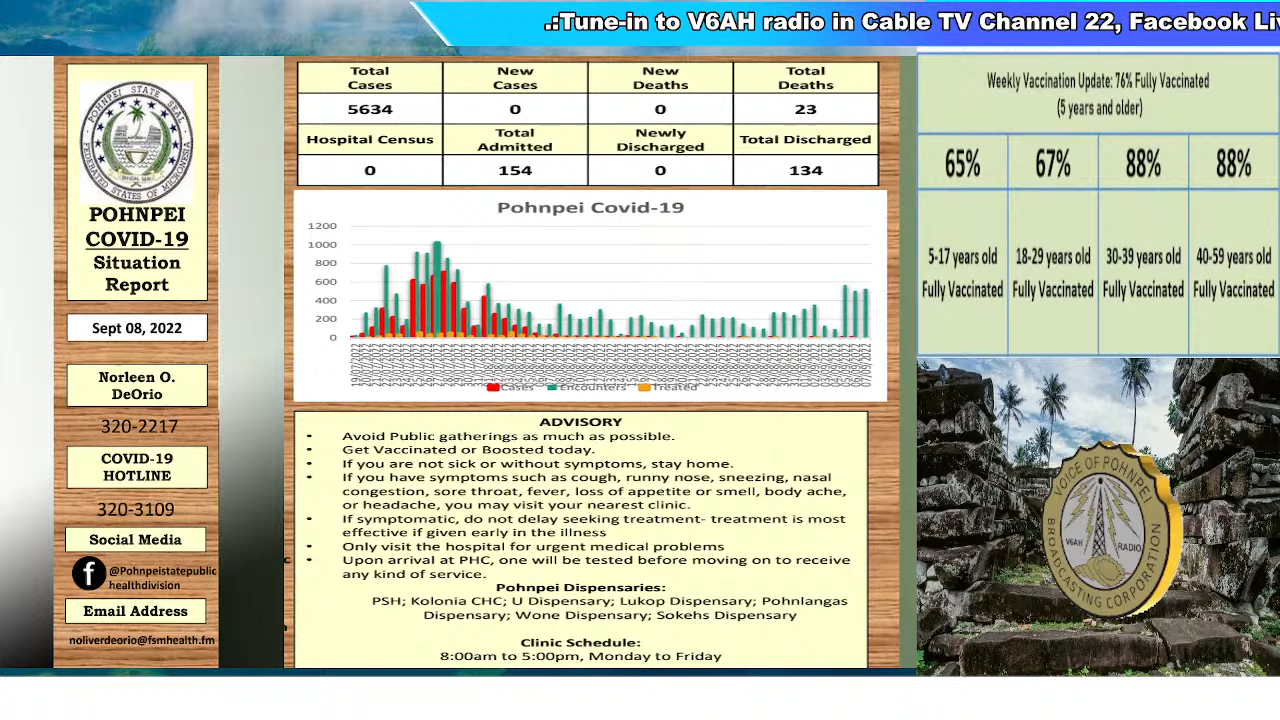 .:Tune-in to V6AH radio in Cable TV Channel 22, Facebook Liv
POHNPEI STATE SEAL
FEDERATED STATES OF MICRONESIA
POHNPEI
COVID-19
Situation
Report
Sept 08, 2022
Norleen O.
DeOrio
320-2217
COVID-19
HOTLINE
320-3109
Social Media
@Pohnpeistatepublic
healthdivision
Email Address
noliverdeorio@fsmhealth.fm
Total Cases New Cases New Deaths Total Deaths
5634 0 0 23
Hospital Census Total Admitted Newly Discharged Total Discharged
0 154 0 134
Pohnpei Covid-19
1200
1000
800
600
400
200
0
Cases Encounters Treated
ADVISORY
• Avoid Public gatherings as much as possible.
• Get Vaccinated or Boosted today.
• If you are not sick or without symptoms, stay home.
• If you have symptoms such as cough, runny nose, sneezing, nasal
congestion, sore throat, fever, loss of appetite or smell, body ache,
or headache, you may visit your nearest clinic.
• If symptomatic, do not delay seeking treatment- treatment is most
effective if given early in the illness
• Only visit the hospital for urgent medical problems
• Upon arrival at PHC, one will be tested before moving on to receive
any kind of service.
Pohnpei Dispensaries:
PSH; Kolonia CHC; U Dispensary; Lukop Dispensary; Pohnlangas
Dispensary; Wone Dispensary; Sokehs Dispensary
Clinic Schedule:
8:00am to 5:00pm, Monday to Friday
Weekly Vaccination Update: 76% Fully Vaccinated
(5 years and older)
65% 67% 88% 88%
5-17 years old 18-29 years old 30-39 years old 40-59 years old
Fully Vaccinated Fully Vaccinated Fully Vaccinated Fully Vaccinated
VOICE OF POHNPEI
V6AH RADIO
BROADCASTING CORPORATION